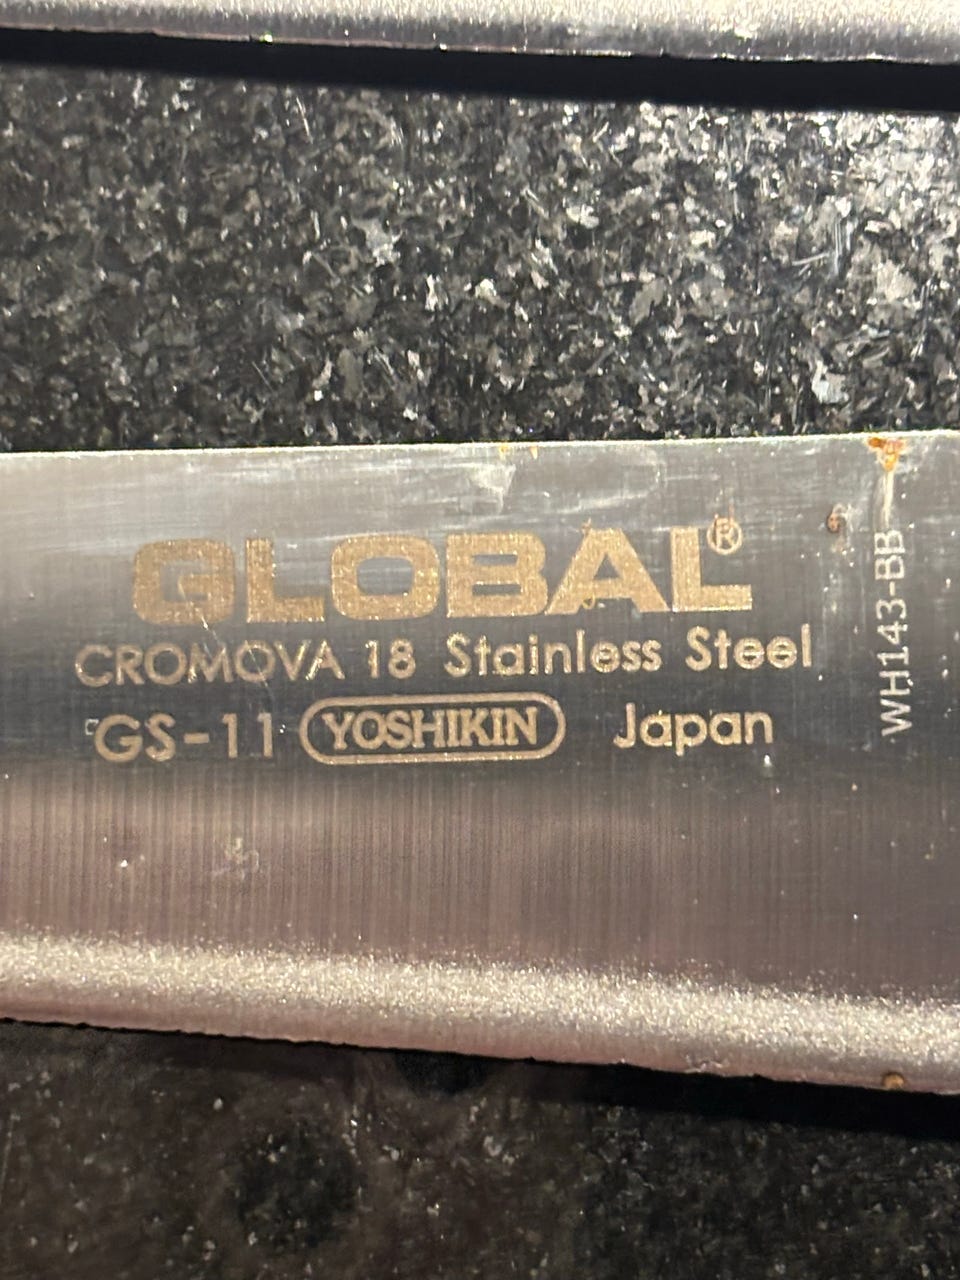 GLOBAL®
CROMOVA 18 Stainless Steel
GS-11 YOSHIKIN Japan
WH143-BB